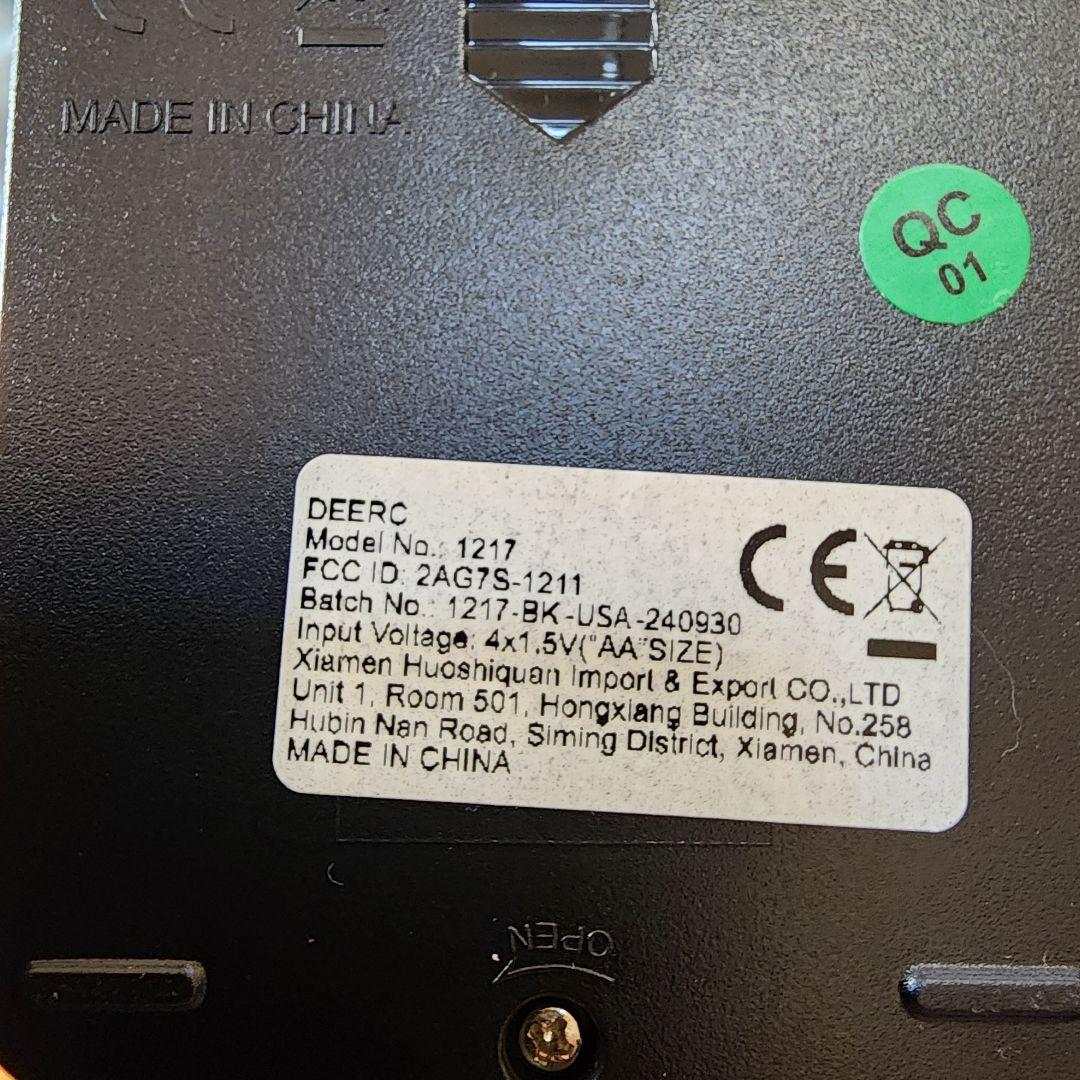 MADE IN CHINA
QC
01
DEERC
Model No.: 1217
FCC ID: 2AG7S-1211
Batch No.: 1217-BK-USA-240930
Input Voltage: 4x1.5V("AA"SIZE)
Xiamen Huoshiquan Import & Export CO.,LTD
Unit 1, Room 501, Hongxiang Building, No.258
Hubin Nan Road, Siming District, Xiamen, China
MADE IN CHINA
CE
OPEN